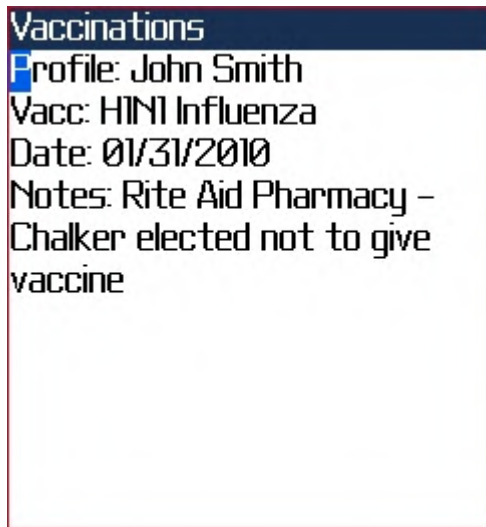 Vaccinations
Profile: John Smith
Vacc: H1N1 Influenza
Date: 01/31/2010
Notes: Rite Aid Pharmacy –
Chalker elected not to give
vaccine